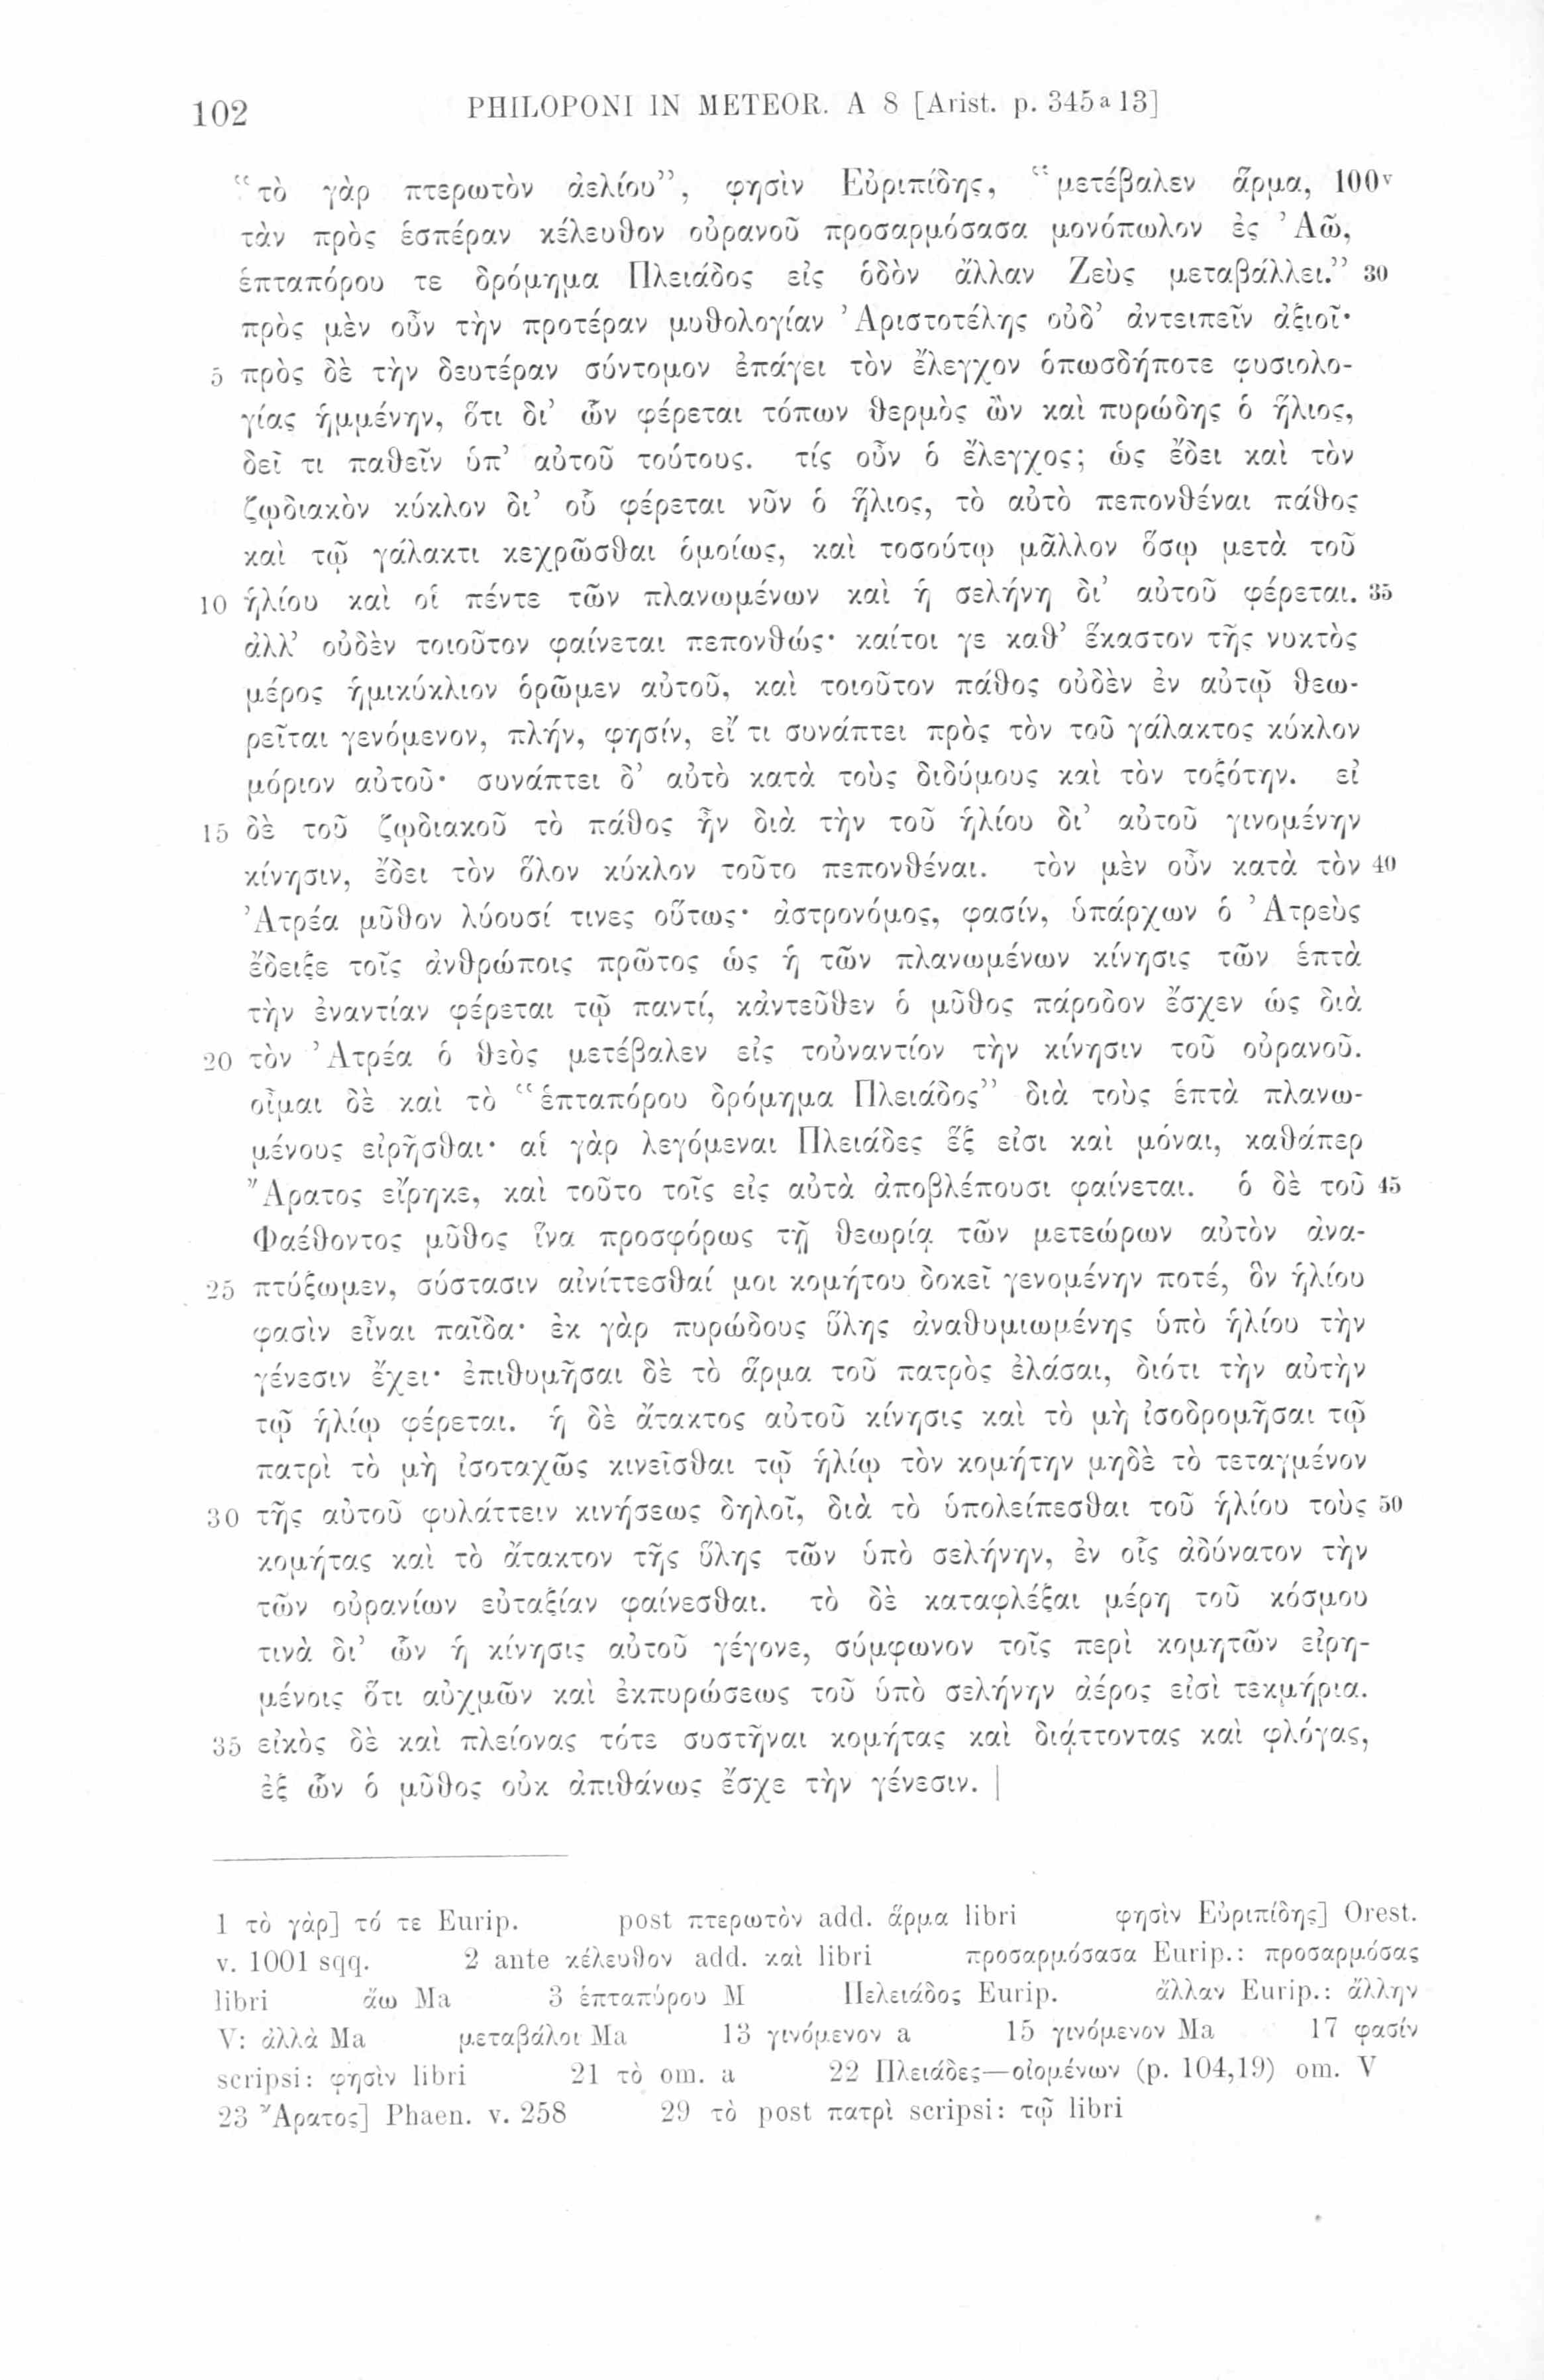 102 PHILOPONI IN METEOR. A 8 [Arist. p. 345a 13]
“τὸ γὰρ πτερωτὸν ἀελίου”, φησὶν Εὐριπίδης, “μετέβαλεν ἅρμα, 100v
τὰν πρὸς ἑσπέραν κέλευθον οὐρανοῦ προσαρμόσασα μονόπωλον ἐς Ἀῶ,
ἑπταπόρου τε δρόμημα Πλειάδος εἰς ὁδὸν ἄλλαν Ζεὺς μεταβάλλει.” 30
πρὸς μὲν οὖν τὴν προτέραν μυθολογίαν Ἀριστοτέλης οὐδ’ ἀντειπεῖν ἀξιοῖ·
5 πρὸς δὲ τὴν δευτέραν σύντομον ἐπάγει τὸν ἔλεγχον ὁπωσδήποτε φυσιολο-
γίας ἡμμένην, ὅτι δι’ ὧν φέρεται τόπων θερμὸς ὢν καὶ πυρώδης ὁ ἥλιος,
δεῖ τι παθεῖν ὑπ’ αὐτοῦ τούτους. τίς οὖν ὁ ἔλεγχος; ὡς ἔδει καὶ τὸν
ζῳδιακὸν κύκλον δι’ οὗ φέρεται νῦν ὁ ἥλιος, τὸ αὐτὸ πεπονθέναι πάθος
καὶ τῷ γάλακτι κεχρῶσθαι ὁμοίως, καὶ τοσούτῳ μᾶλλον ὅσῳ μετὰ τοῦ
10 ἡλίου καὶ οἱ πέντε τῶν πλανωμένων καὶ ἡ σελήνη δι’ αὐτοῦ φέρεται. 35
ἀλλ’ οὐδὲν τοιοῦτον φαίνεται πεπονθώς· καίτοι γε καθ’ ἕκαστον τῆς νυκτὸς
μέρος ἡμικύκλιον ὁρῶμεν αὐτοῦ, καὶ τοιοῦτον πάθος οὐδὲν ἐν αὐτῷ θεω-
ρεῖται γενόμενον, πλήν, φησίν, εἴ τι συνάπτει πρὸς τὸν τοῦ γάλακτος κύκλον
μόριον αὐτοῦ· συνάπτει δ’ αὐτὸ κατὰ τοὺς διδύμους καὶ τὸν τοξότην. εἰ
15 δὲ τοῦ ζῳδιακοῦ τὸ πάθος ἦν διὰ τὴν τοῦ ἡλίου δι’ αὐτοῦ γινομένην
κίνησιν, ἔδει τὸν ὅλον κύκλον τοῦτο πεπονθέναι. τὸν μὲν οὖν κατὰ τὸν 40
Ἀτρέα μῦθον λύουσί τινες οὕτως· ἀστρονόμος, φασίν, ὑπάρχων ὁ Ἀτρεὺς
ἔδειξε τοῖς ἀνθρώποις πρῶτος ὡς ἡ τῶν πλανωμένων κίνησις τῶν ἑπτὰ
τὴν ἐναντίαν φέρεται τῷ παντί, κἀντεῦθεν ὁ μῦθος πάροδον ἔσχεν ὡς διὰ
20 τὸν Ἀτρέα ὁ θεὸς μετέβαλεν εἰς τοὐναντίον τὴν κίνησιν τοῦ οὐρανοῦ.
οἶμαι δὲ καὶ τὸ “ἑπταπόρου δρόμημα Πλειάδος” διὰ τοὺς ἑπτὰ πλανω-
μένους εἰρῆσθαι· αἱ γὰρ λεγόμεναι Πλειάδες ἕξ εἰσι καὶ μόναι, καθάπερ
Ἄρατος εἴρηκε, καὶ τοῦτο τοῖς εἰς αὐτὰ ἀποβλέπουσι φαίνεται. ὁ δὲ τοῦ 45
Φαέθοντος μῦθος ἵνα προσφόρως τῇ θεωρίᾳ τῶν μετεώρων αὐτὸν ἀνα-
25 πτύξωμεν, σύστασιν αἰνίττεσθαί μοι κομήτου δοκεῖ γενομένην ποτέ, ὃν ἡλίου
φασὶν εἶναι παῖδα· ἐκ γὰρ πυρώδους ὕλης ἀναθυμιωμένης ὑπὸ ἡλίου τὴν
γένεσιν ἔχει· ἐπιθυμῆσαι δὲ τὸ ἅρμα τοῦ πατρὸς ἐλάσαι, διότι τὴν αὐτὴν
τῷ ἡλίῳ φέρεται. ἡ δὲ ἄτακτος αὐτοῦ κίνησις καὶ τὸ μὴ ἰσοδρομῆσαι τῷ
πατρὶ τὸ μὴ ἰσοταχῶς κινεῖσθαι τῷ ἡλίῳ τὸν κομήτην μηδὲ τὸ τεταγμένον
30 τῆς αὐτοῦ φυλάττειν κινήσεως δηλοῖ, διὰ τὸ ὑπολείπεσθαι τοῦ ἡλίου τοὺς 50
κομήτας καὶ τὸ ἄτακτον τῆς ὕλης τῶν ὑπὸ σελήνην, ἐν οἷς ἀδύνατον τὴν
τῶν οὐρανίων εὐταξίαν φαίνεσθαι. τὸ δὲ καταφλέξαι μέρη τοῦ κόσμου
τινὰ δι’ ὧν ἡ κίνησις αὐτοῦ γέγονε, σύμφωνον τοῖς περὶ κομητῶν εἰρη-
μένοις ὅτι αὐχμῶν καὶ ἐκπυρώσεως τοῦ ὑπὸ σελήνην ἀέρος εἰσὶ τεκμήρια.
35 εἰκὸς δὲ καὶ πλείονας τότε συστῆναι κομήτας καὶ διᾴττοντας καὶ φλόγας,
ἐξ ὧν ὁ μῦθος οὐκ ἀπιθάνως ἔσχε τὴν γένεσιν. |
1 τὸ γὰρ] τό τε Eurip. post πτερωτὸν add. ἅρμα libri φησὶν Εὐριπίδης] Orest.
v. 1001 sqq. 2 ante κέλευθον add. καὶ libri προσαρμόσασα Eurip.: προσαρμόσας
libri ἄω Ma 3 ἑπταπύρου M Πελειάδος Eurip. ἄλλαν Eurip.: ἄλλην
V: ἀλλὰ Ma μεταβάλοι Ma 13 γινόμενον a 15 γινόμενον Ma 17 φασίν
scripsi: φησὶν libri 21 τὸ om. a 22 Πλειάδες—οἰομένων (p. 104,19) om. V
23 Ἄρατος] Phaen. v. 258 29 τὸ post πατρὶ scripsi: τῷ libri